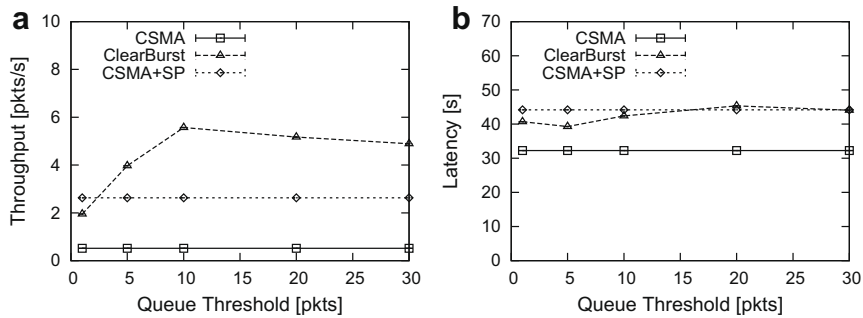 a
CSMA
ClearBurst
CSMA+SP
Throughput [pkts/s]
10
8
6
4
2
0
0 5 10 15 20 25 30
Queue Threshold [pkts]
b
CSMA
ClearBurst
CSMA+SP
Latency [s]
70
60
50
40
30
20
10
0
0 5 10 15 20 25 30
Queue Threshold [pkts]